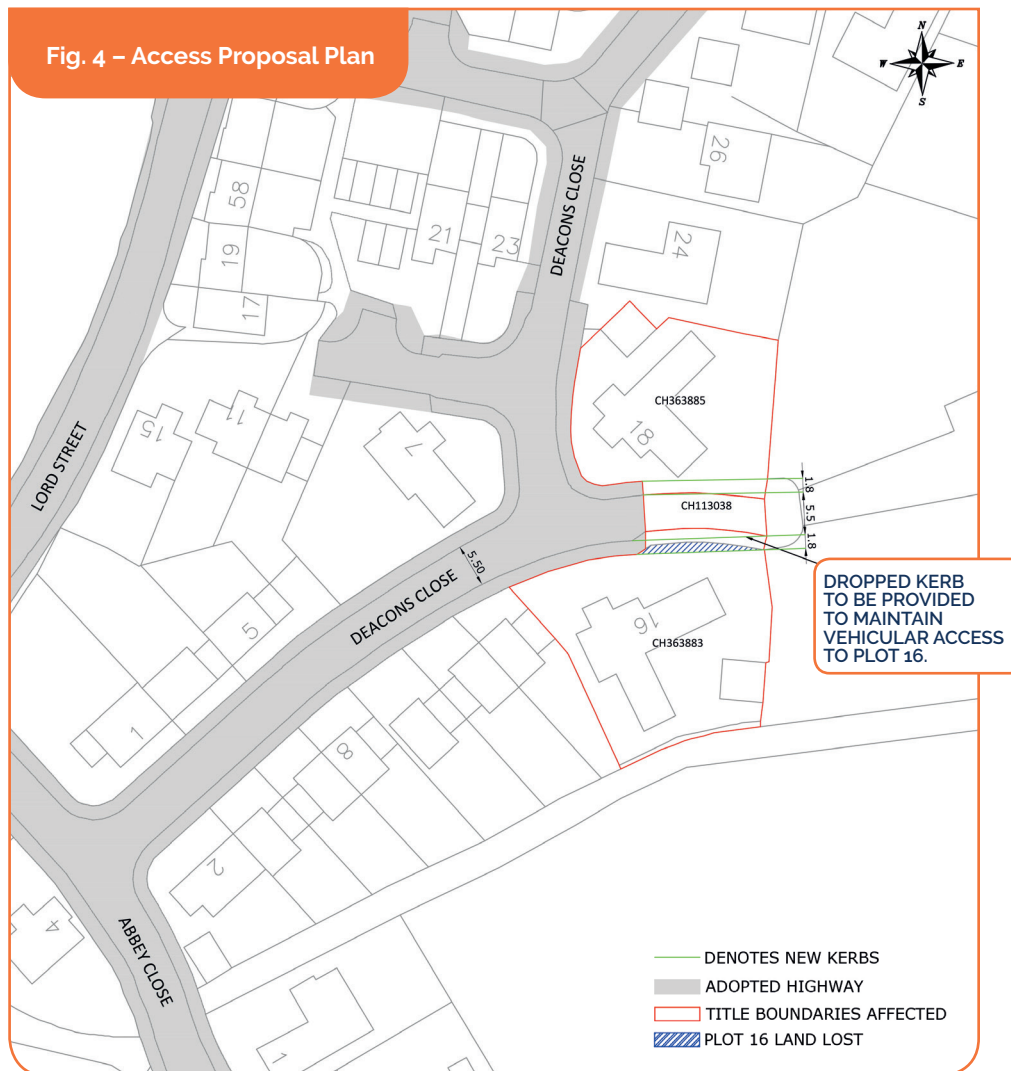 Fig. 4 – Access Proposal Plan
N
W
E
S
26
58
21
23
DEACONS CLOSE
24
19
17
CH363885
18
15
11
7
LORD STREET
1.8
5.5
1.8
CH113038
5.50
DEACONS CLOSE
DROPPED KERB
TO BE PROVIDED
TO MAINTAIN
VEHICULAR ACCESS
TO PLOT 16.
16
CH363883
5
1
8
2
4
ABBEY CLOSE
1
DENOTES NEW KERBS
ADOPTED HIGHWAY
TITLE BOUNDARIES AFFECTED
PLOT 16 LAND LOST